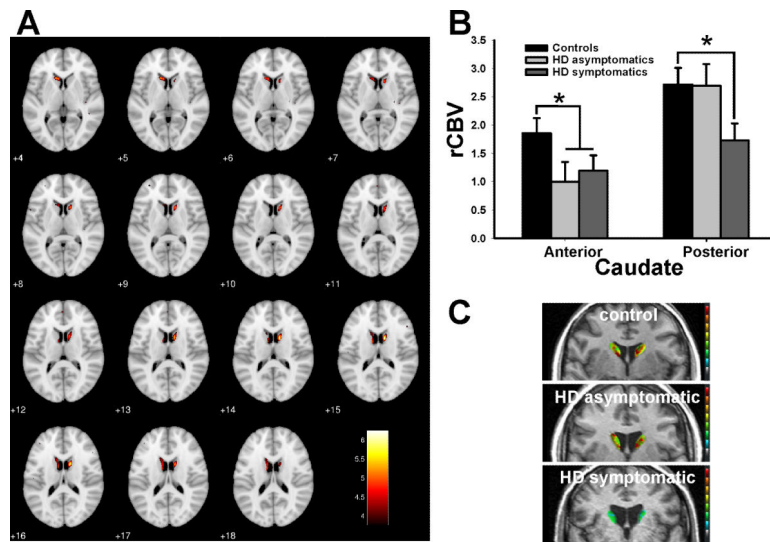 A
+4
+5
+6
+7
+8
+9
+10
+11
+12
+13
+14
+15
+16
+17
+18
6
5.5
5
4.5
4
B
rCBV
3.5
3.0
2.5
2.0
1.5
1.0
0.5
0.0
Controls
HD asymptomatics
HD symptomatics
*
*
Anterior
Posterior
Caudate
C
control
HD asymptomatic
HD symptomatic